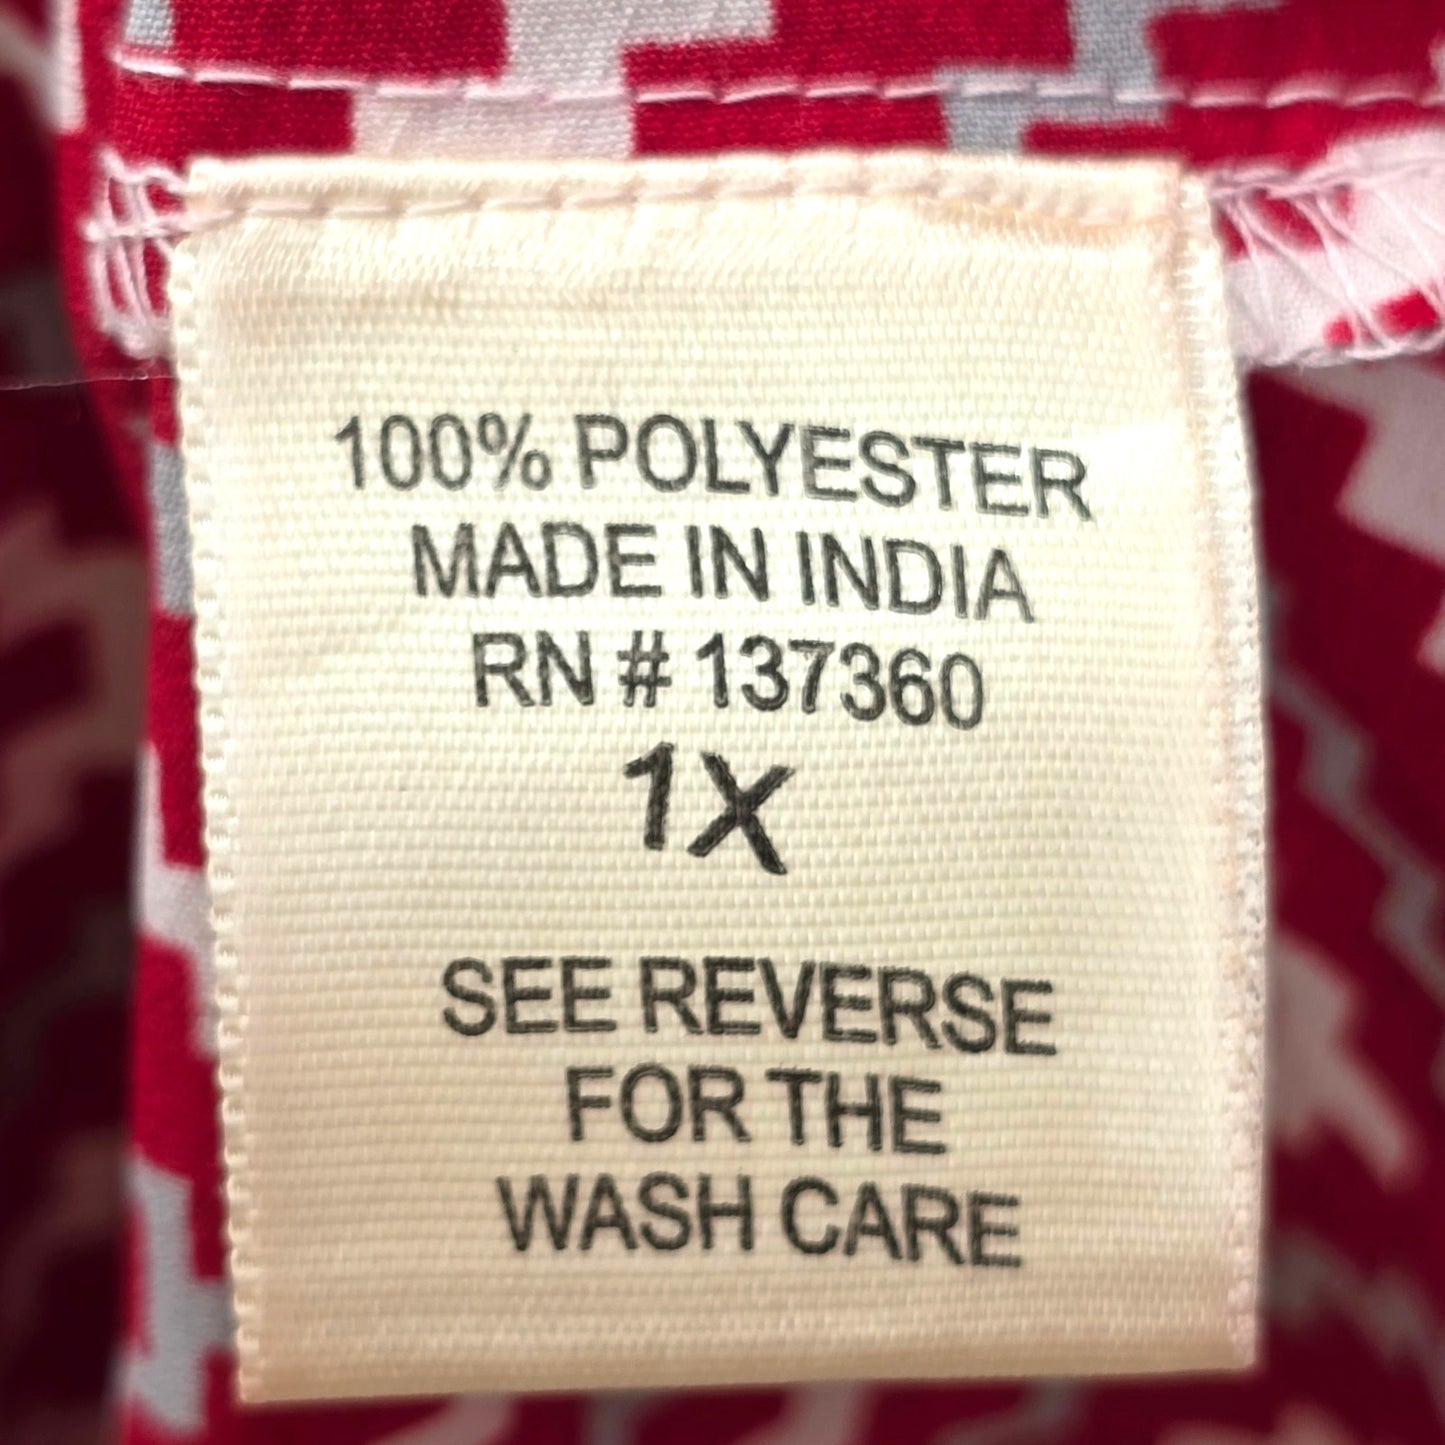 100% POLYESTER
MADE IN INDIA
RN # 137360
1X
SEE REVERSE
FOR THE
WASH CARE